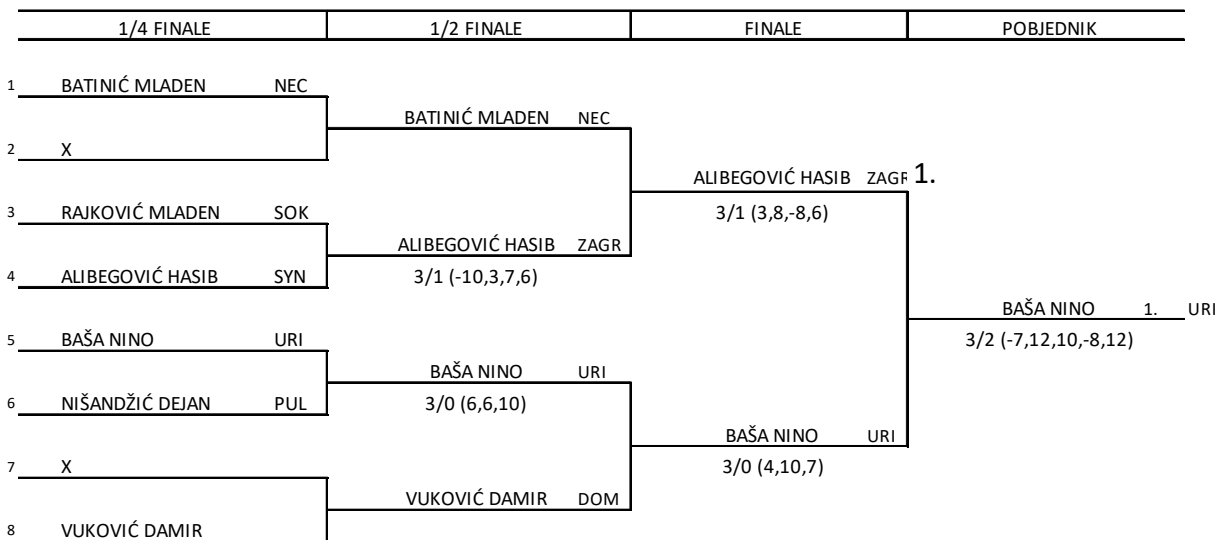 1/4 FINALE 1/2 FINALE FINALE POBJEDNIK
1 BATINIĆ MLADEN NEC
BATINIĆ MLADEN NEC
2 X
ALIBEGOVIĆ HASIB ZAGR 1.
3 RAJKOVIĆ MLADEN SOK
3/1 (3,8,-8,6)
ALIBEGOVIĆ HASIB ZAGR
4 ALIBEGOVIĆ HASIB SYN
3/1 (-10,3,7,6)
BAŠA NINO 1. URI
5 BAŠA NINO URI
3/2 (-7,12,10,-8,12)
BAŠA NINO URI
6 NIŠANDŽIĆ DEJAN PUL
3/0 (6,6,10)
BAŠA NINO URI
7 X
3/0 (4,10,7)
VUKOVIĆ DAMIR DOM
8 VUKOVIĆ DAMIR